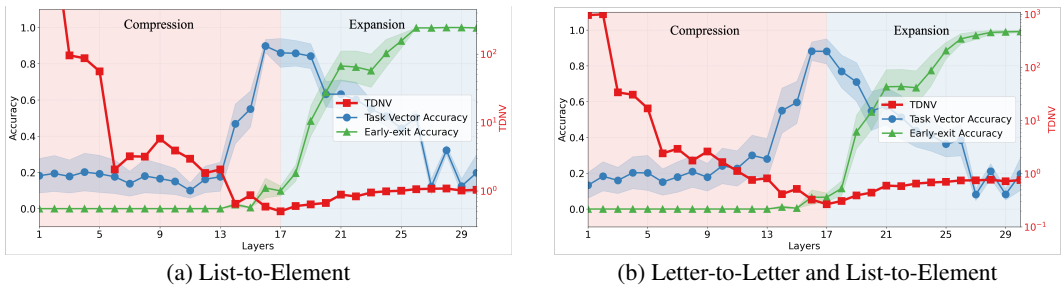 Compression Expansion
1.0
0.8
0.6
0.4
0.2
0.0
Accuracy
10²
10¹
10⁰
TDNV
TDNV
Task Vector Accuracy
Early-exit Accuracy
1 5 9 13 17 21 25 29
Layers
(a) List-to-Element
Compression Expansion
1.0
0.8
0.6
0.4
0.2
0.0
Accuracy
10³
10²
10¹
10⁰
10⁻¹
TDNV
TDNV
Task Vector Accuracy
Early-exit Accuracy
1 5 9 13 17 21 25 29
Layers
(b) Letter-to-Letter and List-to-Element